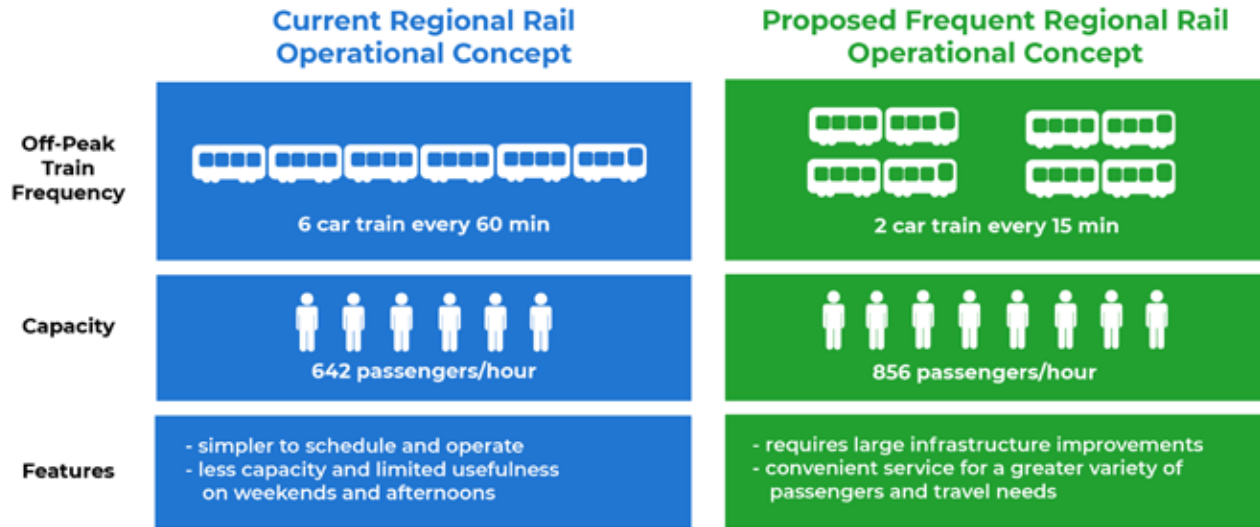 Current Regional Rail
Operational Concept
Proposed Frequent Regional Rail
Operational Concept
Off-Peak
Train
Frequency
6 car train every 60 min
2 car train every 15 min
Capacity
642 passengers/hour
856 passengers/hour
Features
- simpler to schedule and operate
- less capacity and limited usefulness
on weekends and afternoons
- requires large infrastructure improvements
- convenient service for a greater variety of
passengers and travel needs